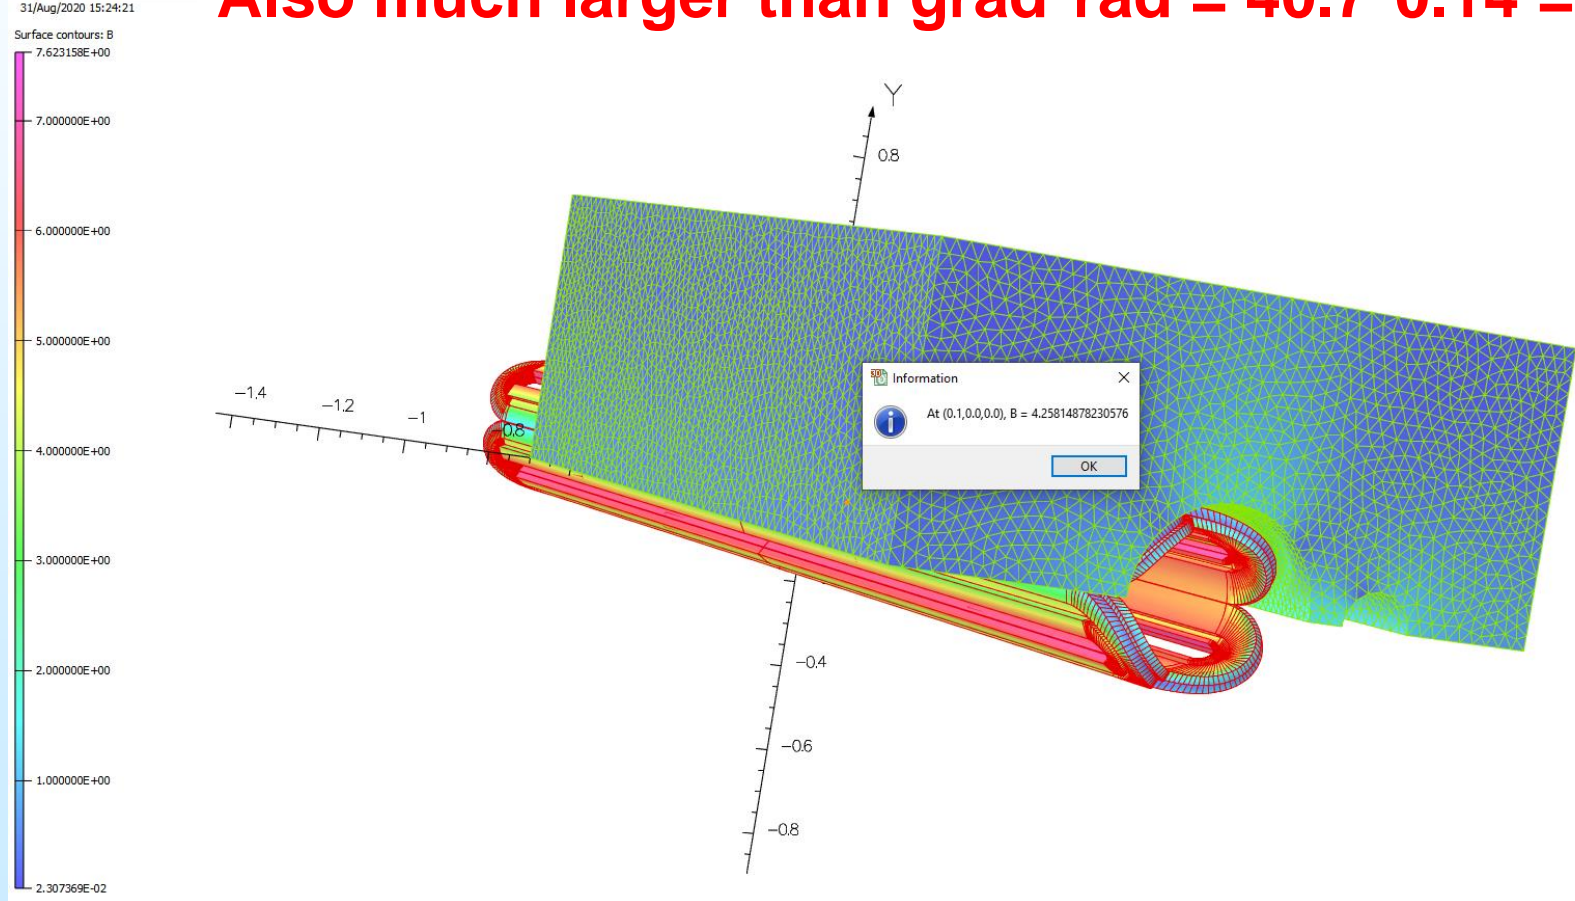 Also much larger than grad*rad = 40.7*0.14 =
31/Aug/2020 15:24:21
Surface contours: B
7.623158E+00
7.000000E+00
6.000000E+00
5.000000E+00
4.000000E+00
3.000000E+00
2.000000E+00
1.000000E+00
2.307369E-02
Y
0.8
−1.4
−1.2
−1
−0.8
Information
At (0.1,0.0,0.0), B = 4.25814878230576
OK
−0.4
−0.6
−0.8